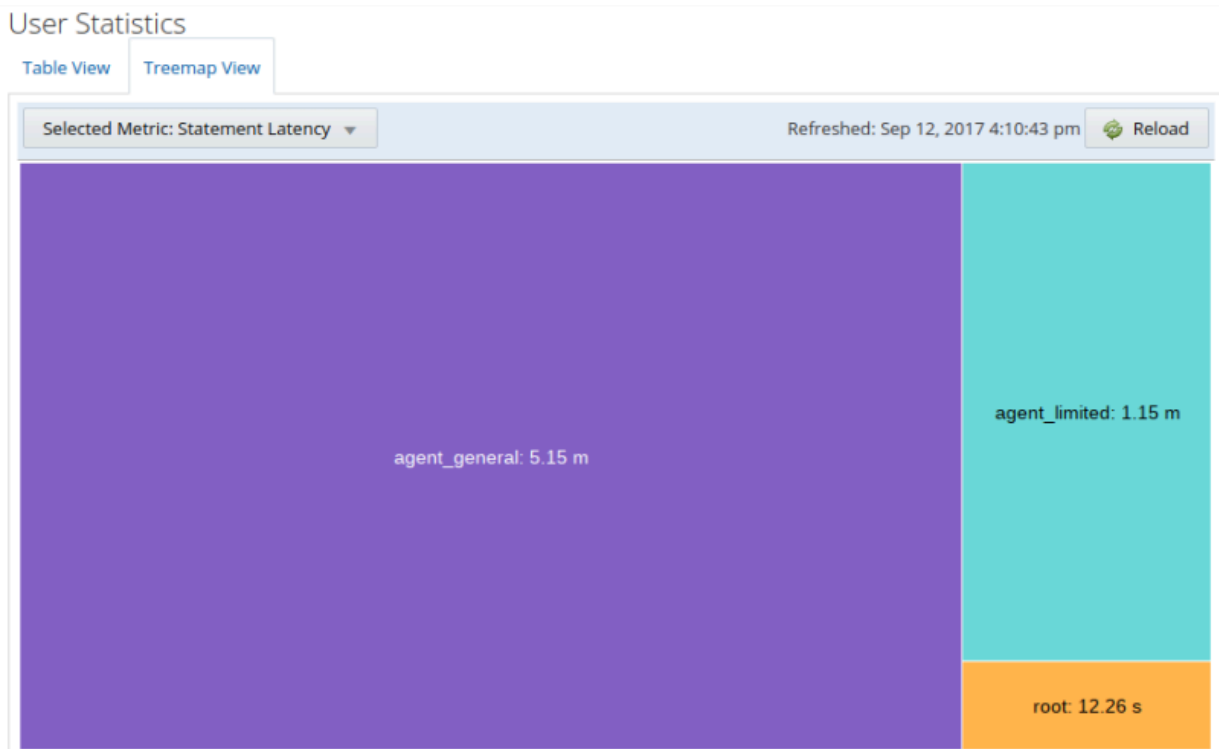 User Statistics
Table View
Treemap View
Selected Metric: Statement Latency
Refreshed: Sep 12, 2017 4:10:43 pm
Reload
agent_general: 5.15 m
agent_limited: 1.15 m
root: 12.26 s